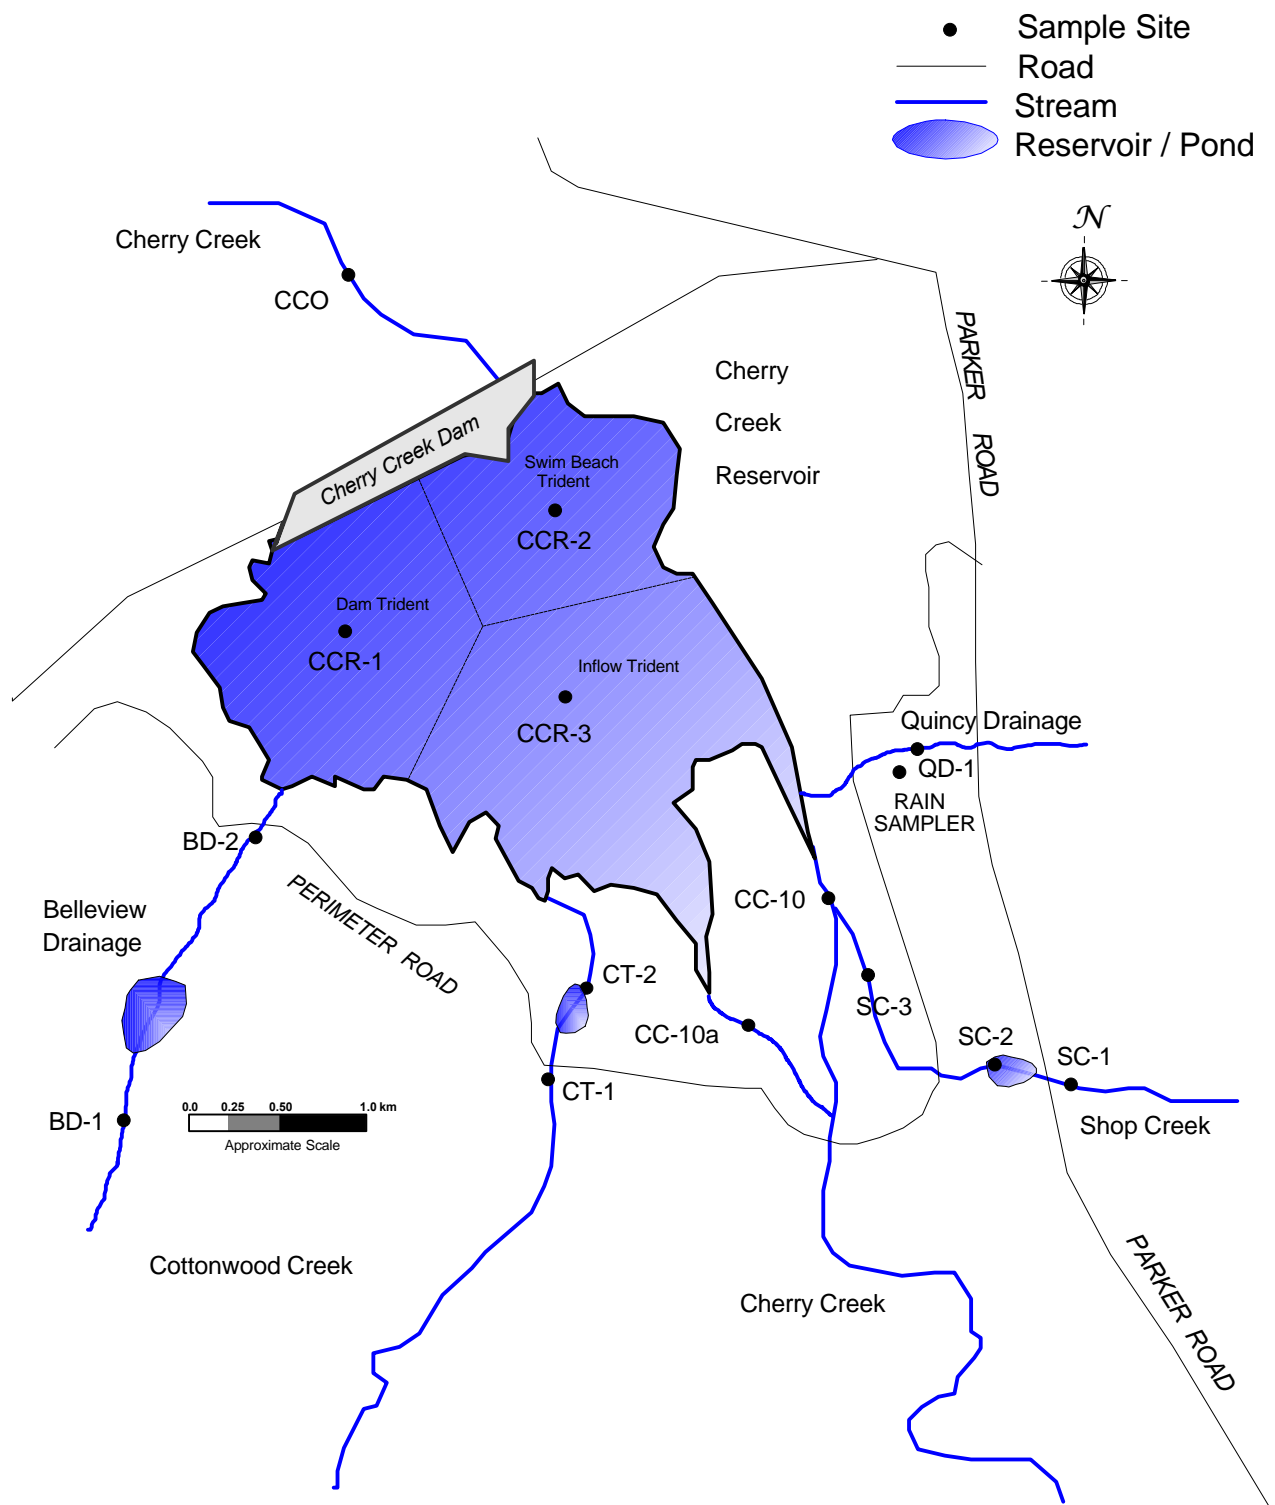 Sample Site
Road
Stream
Reservoir / Pond
N
Cherry Creek
CCO
PARKER ROAD
Cherry
Creek
Reservoir
Cherry Creek Dam
Swim Beach
Trident
CCR-2
Dam Trident
CCR-1
Inflow Trident
CCR-3
Quincy Drainage
QD-1
RAIN
SAMPLER
BD-2
PERIMETER ROAD
CC-10
Belleview
Drainage
CT-2
SC-3
CC-10a
SC-2
SC-1
CT-1
0.0 0.25 0.50 1.0 km
Approximate Scale
BD-1
Shop Creek
Cottonwood Creek
Cherry Creek
PARKER ROAD